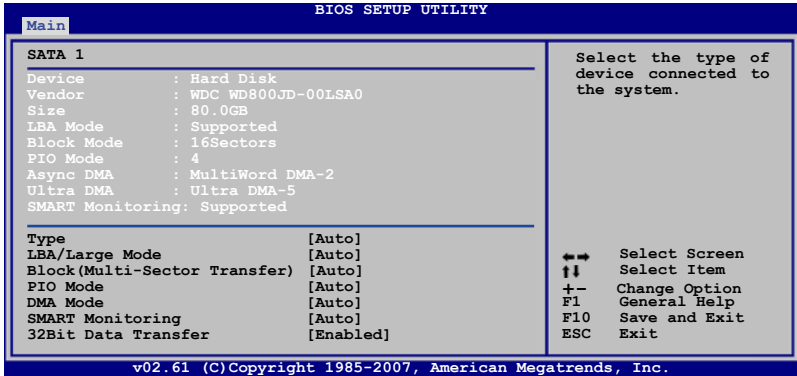 BIOS SETUP UTILITY
Main
SATA 1
Device : Hard Disk
Vendor : WDC WD800JD-00LSA0
Size : 80.0GB
LBA Mode : Supported
Block Mode : 16Sectors
PIO Mode : 4
Async DMA : MultiWord DMA-2
Ultra DMA : Ultra DMA-5
SMART Monitoring: Supported
Type [Auto]
LBA/Large Mode [Auto]
Block(Multi-Sector Transfer) [Auto]
PIO Mode [Auto]
DMA Mode [Auto]
SMART Monitoring [Auto]
32Bit Data Transfer [Enabled]
Select the type of
device connected to
the system.
←→ Select Screen
↑↓ Select Item
+- Change Option
F1 General Help
F10 Save and Exit
ESC Exit
v02.61 (C)Copyright 1985-2007, American Megatrends, Inc.